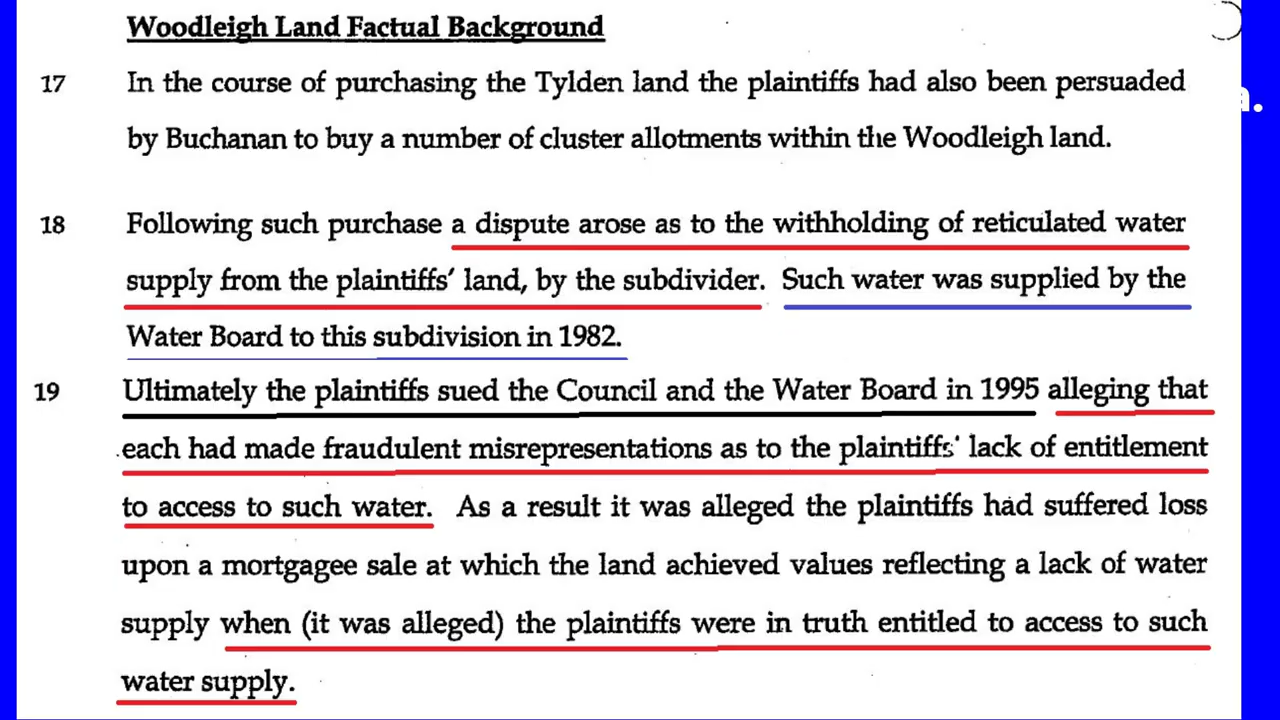 Woodleigh Land Factual Background
a.
17 In the course of purchasing the Tylden land the plaintiffs had also been persuaded
by Buchanan to buy a number of cluster allotments within the Woodleigh land.
18 Following such purchase a dispute arose as to the withholding of reticulated water
supply from the plaintiffs' land, by the subdivider. Such water was supplied by the
Water Board to this subdivision in 1982.
19 Ultimately the plaintiffs sued the Council and the Water Board in 1995 alleging that
each had made fraudulent misrepresentations as to the plaintiffs' lack of entitlement
to access to such water. As a result it was alleged the plaintiffs had suffered loss
upon a mortgagee sale at which the land achieved values reflecting a lack of water
supply when (it was alleged) the plaintiffs were in truth entitled to access to such
water supply.